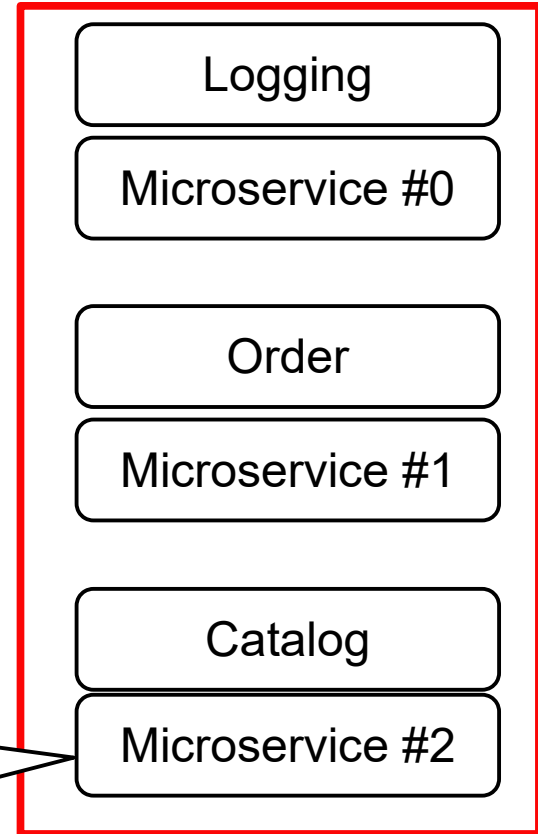 Logging
Microservice #0
Order
Microservice #1
Catalog
Microservice #2